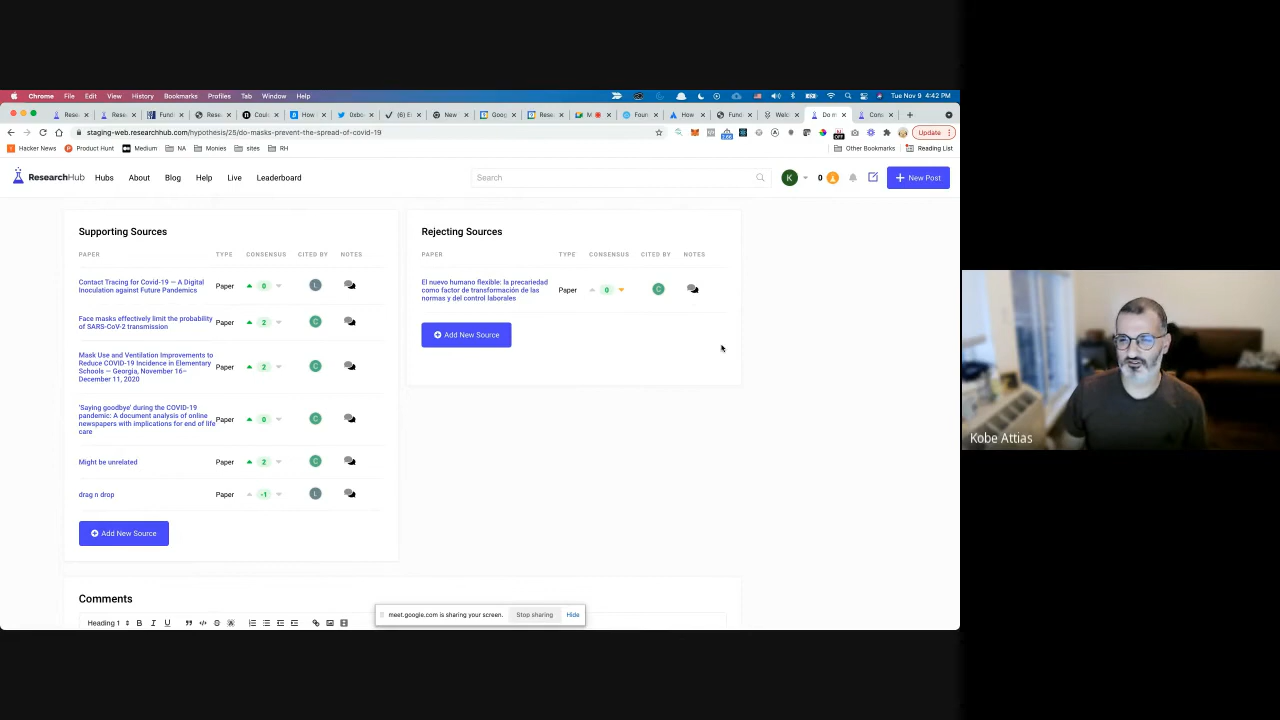 Chrome File Edit View History Bookmarks Profiles Tab Window Help Tue Nov 9 4:42 PM
staging-web.researchhub.com/hypothesis/25/do-masks-prevent-the-spread-of-covid-19 Update
Hacker News Product Hunt Medium NA Monies sites RH Other Bookmarks Reading List
ResearchHub Hubs About Blog Help Live Leaderboard Search K 0 New Post
Supporting Sources
PAPER TYPE CONSENSUS CITED BY NOTES
Contact Tracing for Covid-19 — A Digital
Inoculation against Future Pandemics
Paper 0 L
Face masks effectively limit the probability
of SARS-CoV-2 transmission
Paper 2 C
Mask Use and Ventilation Improvements to
Reduce COVID-19 Incidence in Elementary
Schools — Georgia, November 16–
December 11, 2020
Paper 2 C
'Saying goodbye' during the COVID-19
pandemic: A document analysis of online
newspapers with implications for end of life
care
Paper 0 C
Might be unrelated Paper 2 C
drag n drop Paper -1 L
Add New Source
Rejecting Sources
PAPER TYPE CONSENSUS CITED BY NOTES
El nuevo humano flexible: la precariedad
como factor de transformación de las
normas y del control laborales
Paper 0 C
Add New Source
Comments
Heading 1 B I U
meet.google.com is sharing your screen. Stop sharing Hide
Kobe Attias